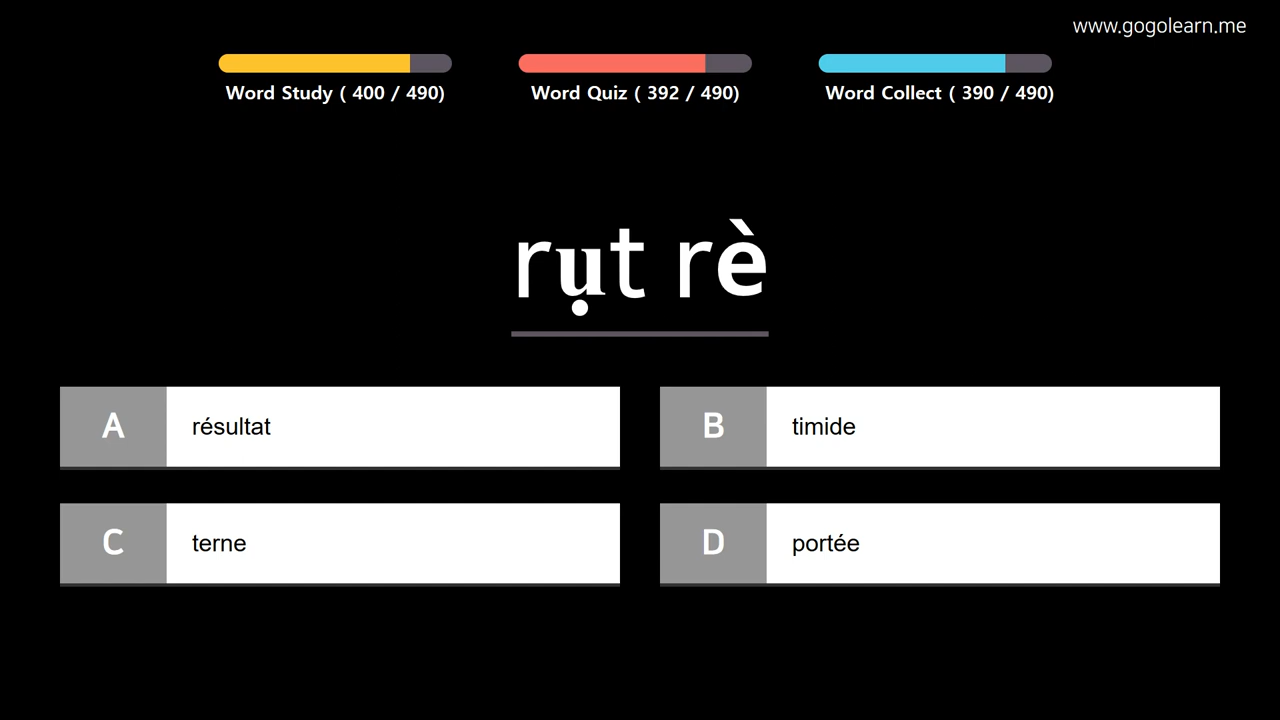 www.gogolearn.me
Word Study ( 400 / 490)
Word Quiz ( 392 / 490)
Word Collect ( 390 / 490)
rụt rè
A résultat
B timide
C terne
D portée